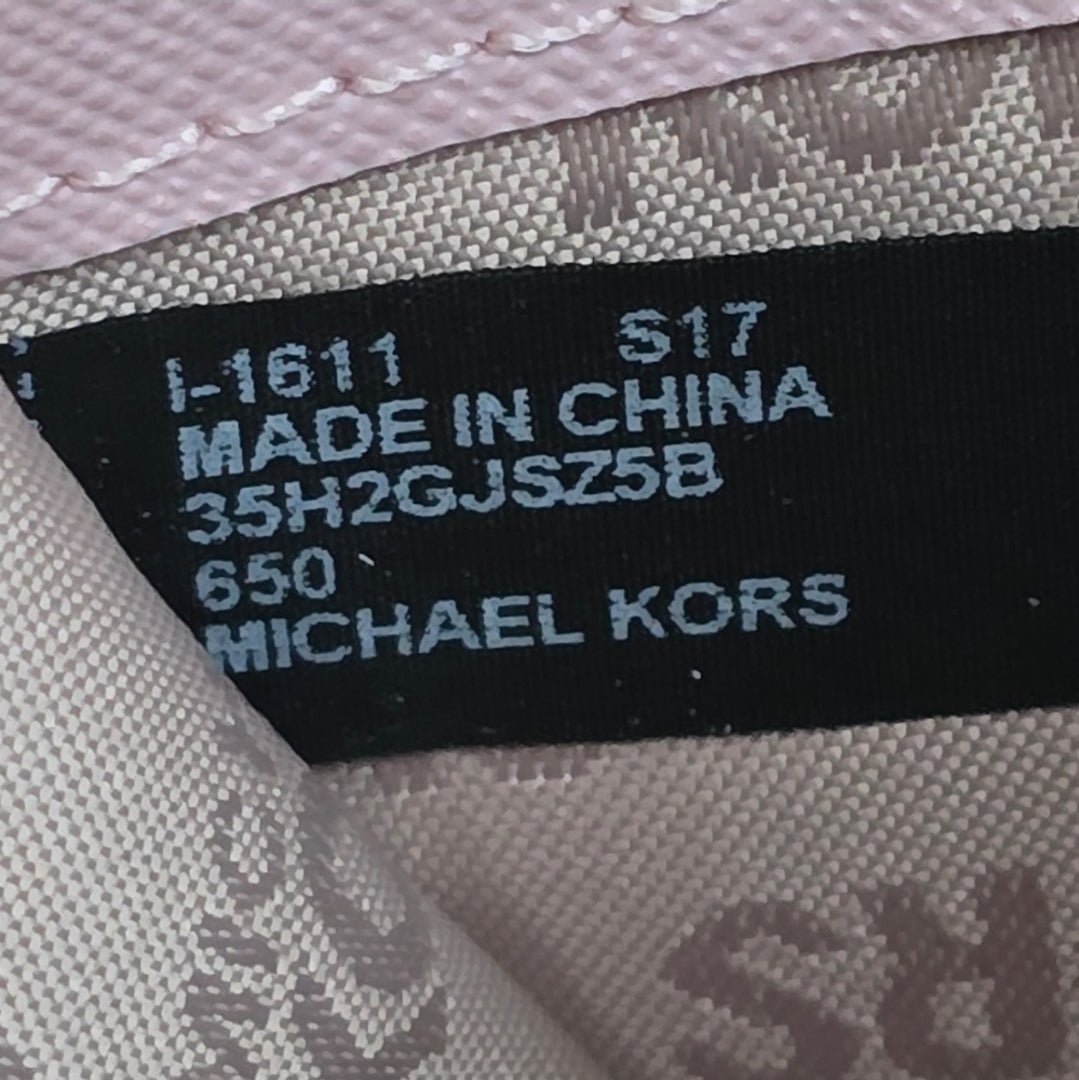 I-1611 S17
MADE IN CHINA
35H2GJSZ5B
650
MICHAEL KORS